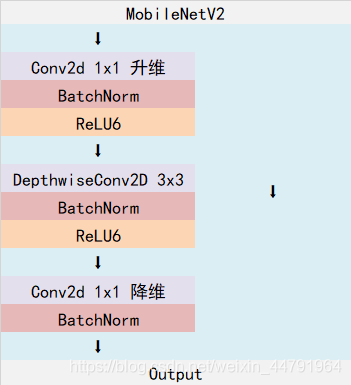 MobileNetV2
Conv2d 1x1 升维
BatchNorm
ReLU6
DepthwiseConv2D 3x3
BatchNorm
ReLU6
Conv2d 1x1 降维
BatchNorm
Output
https://blog.csdn.net/weixin_44791964